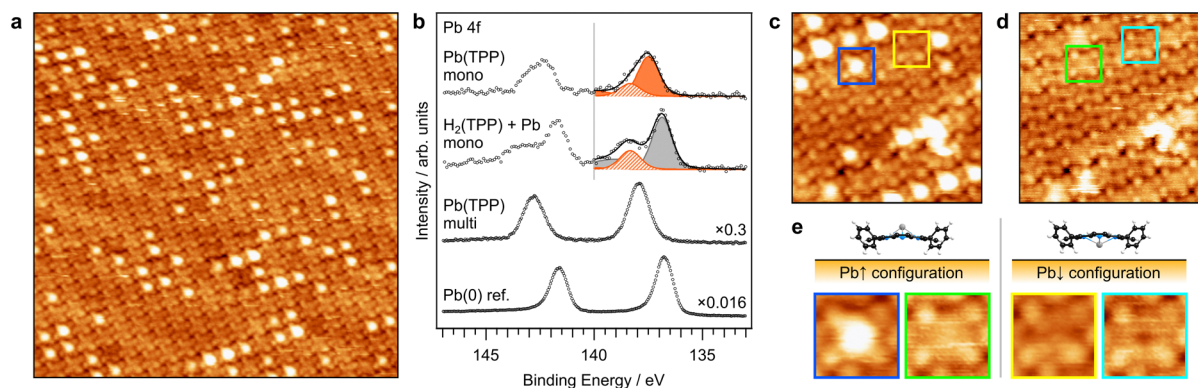 a
b
Pb 4f
Pb(TPP)
mono
H₂(TPP) + Pb
mono
Pb(TPP)
multi
×0.3
Pb(0) ref.
×0.016
Intensity / arb. units
145
140
135
Binding Energy / eV
c
d
e
Pb↑ configuration
Pb↓ configuration